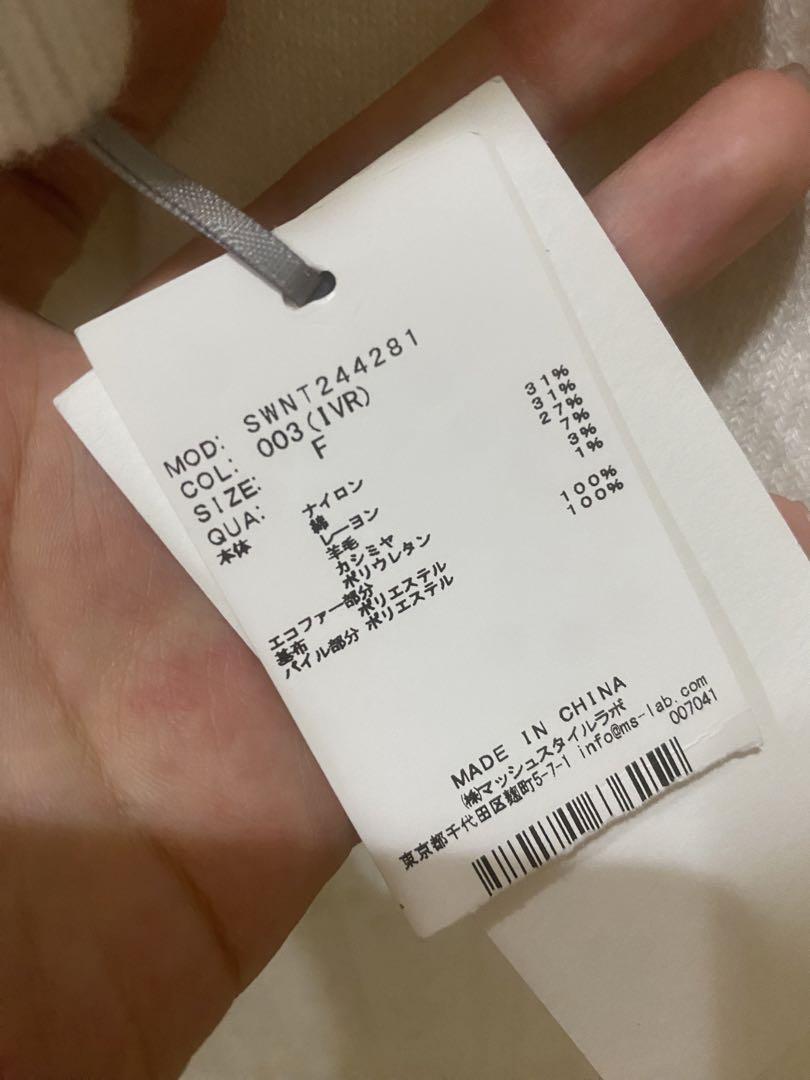 MOD: SWNT244281
COL: 003(IVR)
SIZE: F
QUA:
本体 ナイロン 31%
綿 31%
レーヨン 27%
羊毛 7%
カシミヤ 3%
ポリウレタン 1%
エコファー部分
基布 ポリエステル 100%
パイル部分 ポリエステル 100%
MADE IN CHINA
㈱マッシュスタイルラボ
東京都千代田区麹町5-7-1 info@ms-lab.com
007041